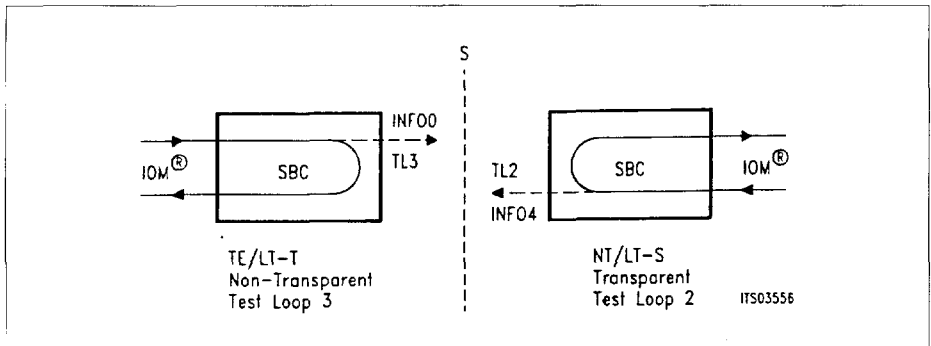 S
INFO0
IOM®
SBC
TL3
TE/LT-T
Non-Transparent
Test Loop 3
TL2
SBC
IOM®
INFO4
NT/LT-S
Transparent
Test Loop 2
ITS03556